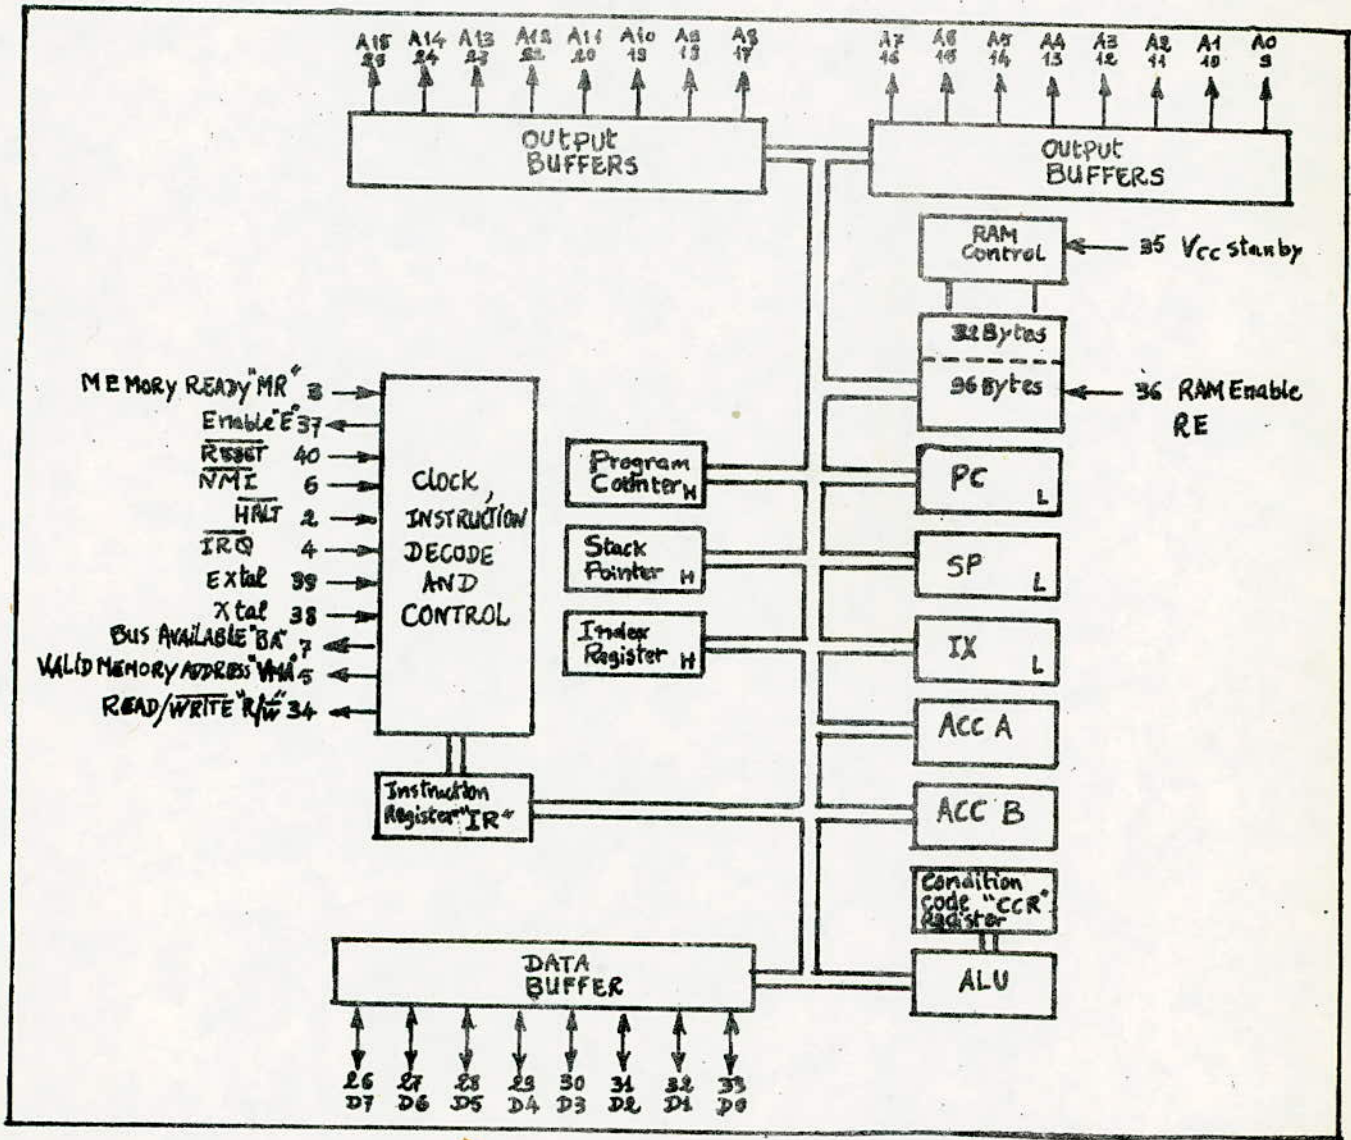 A15 A14 A13 A12 A11 A10 A9 A8
25 24 23 22 20 19 18 17
A7 A6 A5 A4 A3 A2 A1 A0
16 15 14 13 12 11 10 9
OUTPUT
BUFFERS
OUTPUT
BUFFERS
RAM
Control
35 Vcc stanby
32 Bytes
96 Bytes
36 RAM Enable
RE
MEMORY READY "MR" 3
Enable "E" 37
RESET 40
NMI 6
HALT 2
IRQ 4
EXtal 39
Xtal 38
BUS AVAILABLE "BA" 7
VALID MEMORY ADDRESS "VMA" 5
READ/WRITE "R/W" 34
Clock,
INSTRUCTION
DECODE
AND
CONTROL
Program
Counter H
PC
L
Stack
Pointer H
SP
L
Index
Register H
IX
L
ACC A
Instruction
Register "IR"
ACC B
Condition
code "CCR"
Register
ALU
DATA
BUFFER
26 27 28 29 30 31 32 33
D7 D6 D5 D4 D3 D2 D1 D0